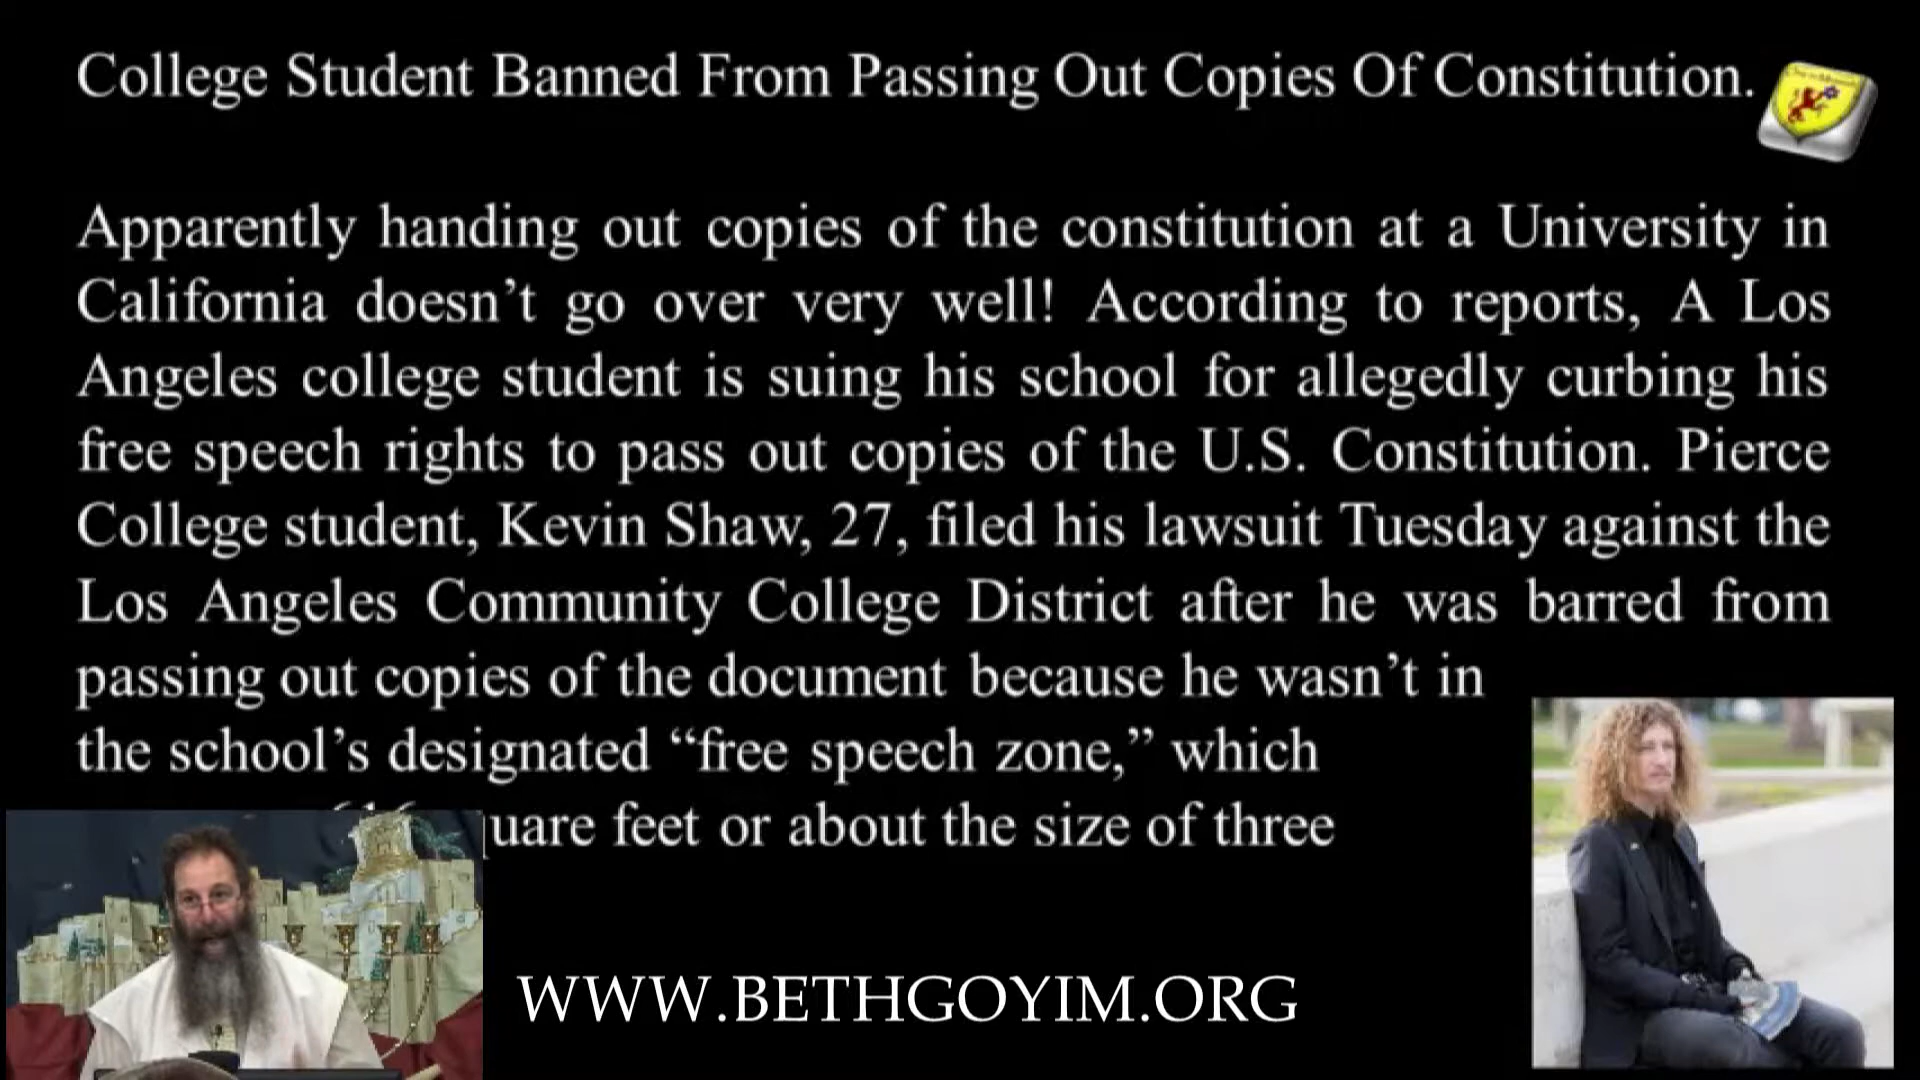 College Student Banned From Passing Out Copies Of Constitution.
Apparently handing out copies of the constitution at a University in
California doesn’t go over very well! According to reports, A Los
Angeles college student is suing his school for allegedly curbing his
free speech rights to pass out copies of the U.S. Constitution. Pierce
College student, Kevin Shaw, 27, filed his lawsuit Tuesday against the
Los Angeles Community College District after he was barred from
passing out copies of the document because he wasn’t in
the school’s designated “free speech zone,” which
feet or about the size of three
WWW.BETHGOYIM.ORG